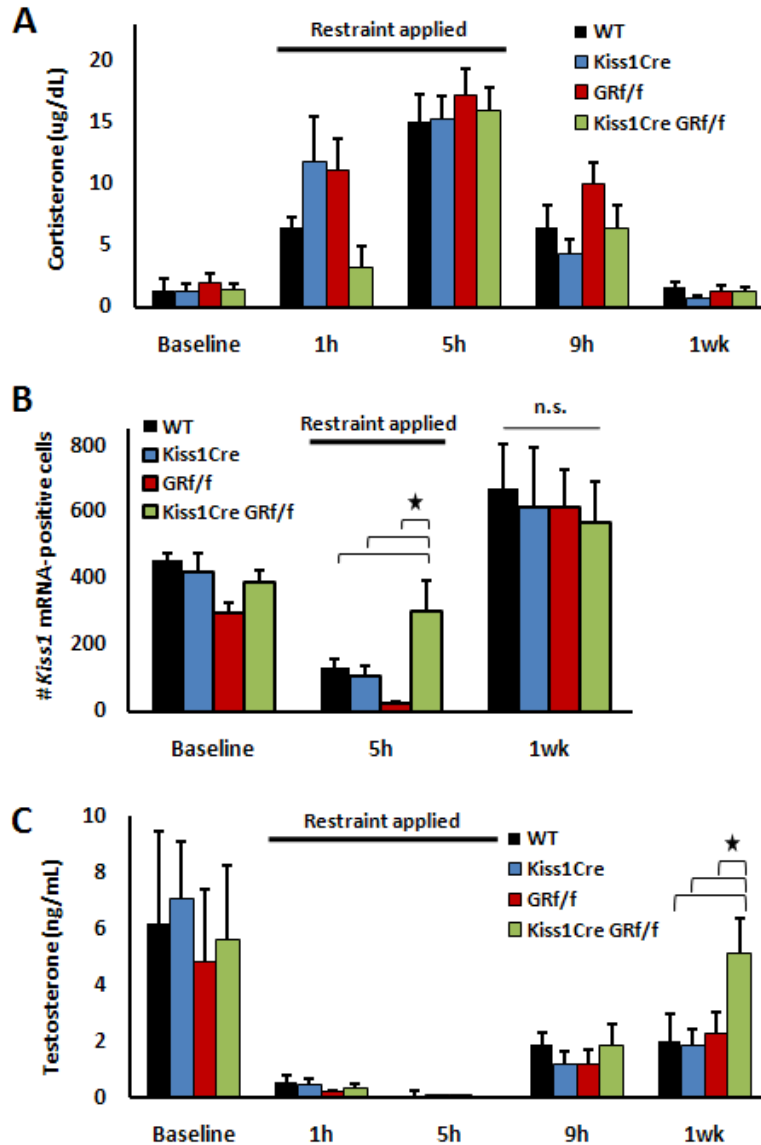 A
Restraint applied
WT
Kiss1Cre
GRf/f
Kiss1Cre GRf/f
Cortisterone (ug/dL)
20
15
10
5
0
Baseline 1h 5h 9h 1wk
B
WT
Kiss1Cre
GRf/f
Kiss1Cre GRf/f
Restraint applied
n.s.
#Kiss1 mRNA-positive cells
800
600
400
200
0
Baseline 5h 1wk
C
Restraint applied
WT
Kiss1Cre
GRf/f
Kiss1Cre GRf/f
Testosterone (ng/mL)
10
8
6
4
2
0
Baseline 1h 5h 9h 1wk